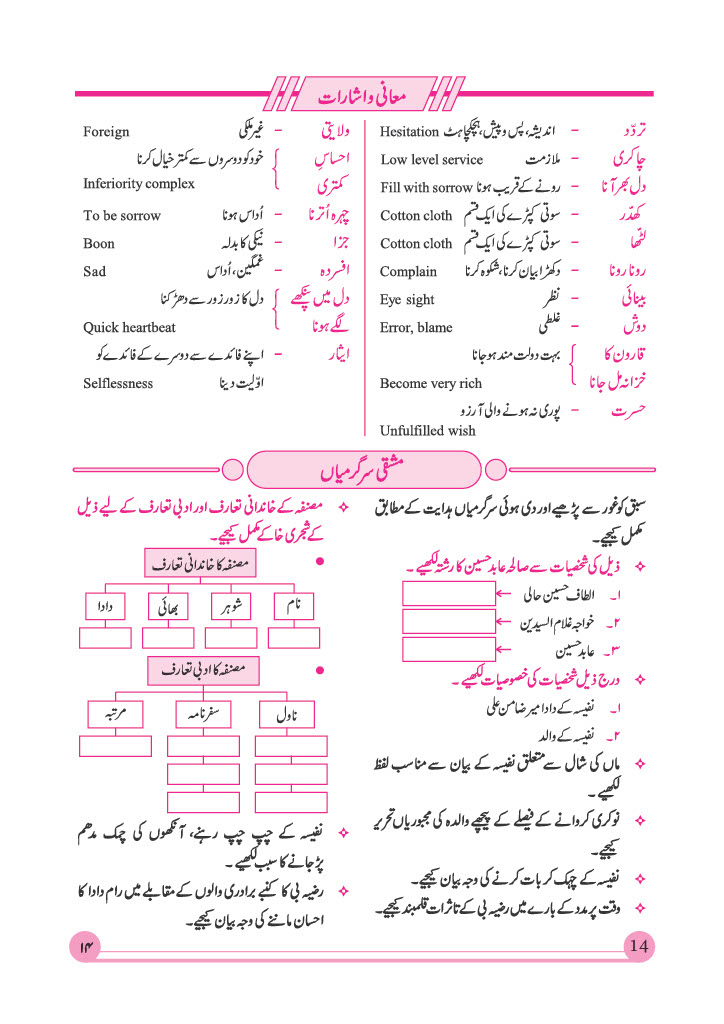 معانی و اشارات
تردّد – اندیشہ، پس و پیش، ہچکچاہٹ Hesitation
چاکری – ملازمت Low level service
دل بھر آنا – رونے کے قریب ہونا Fill with sorrow
کھدّر – سوتی کپڑے کی ایک قسم Cotton cloth
لٹھا – سوتی کپڑے کی ایک قسم Cotton cloth
رونا رونا – دکھڑا بیان کرنا، شکوہ کرنا Complain
بینائی – نظر Eye sight
دوش – غلطی Error, blame
قارون کا بہت دولت مند ہوجانا
خزانہ مل جانا Become very rich
حسرت – پوری نہ ہونے والی آرزو
Unfulfilled wish
ولایتی – غیر ملکی Foreign
احساسِ خود کو دوسروں سے کمتر خیال کرنا
کمتری Inferiority complex
چہرہ اُترنا – اُداس ہونا To be sorrow
جزا – نیکی کا بدلہ Boon
افسردہ – غمگین، اُداس Sad
دل میں پنکھے دل کا زور زور سے دھڑکنا
لگے ہونا Quick heartbeat
ایثار – اپنے فائدے سے دوسرے کے فائدے کو
اوّلیت دینا Selflessness
مشقی سرگرمیاں
سبق کو غور سے پڑھیے اور دی ہوئی سرگرمیاں ہدایت کے مطابق
مکمل کیجیے۔
ذیل کی شخصیات سے صالحہ عابد حسین کا رشتہ لکھیے۔
۱۔ الطاف حسین حالی
۲۔ خواجہ غلام السیدین
۳۔ عابد حسین
درج ذیل شخصیات کی خصوصیات لکھیے۔
۱۔ نفیسہ کے دادا میر ضامن علی
۲۔ نفیسہ کے والد
ماں کی شال سے متعلق نفیسہ کے بیان سے مناسب لفظ
لکھیے۔
نوکری کروانے کے فیصلے کے پیچھے والدہ کی مجبوریاں تحریر
کیجیے۔
نفیسہ کے چہک کر بات کرنے کی وجہ بیان کیجیے۔
وقت پر مدد کے بارے میں رضیہ بی کے تاثرات قلمبند کیجیے۔
مصنفہ کے خاندانی تعارف اور ادبی تعارف کے لیے ذیل
کے شجری خاکے مکمل کیجیے۔
مصنفہ کا خاندانی تعارف
نام شوہر بھائی دادا
مصنفہ کا ادبی تعارف
ناول سفرنامہ مرتبہ
نفیسہ کے چپ چپ رہنے، آنکھوں کی چمک مدھم
پڑجانے کا سبب لکھیے۔
رضیہ بی کا کنبے برادری والوں کے مقابلے میں رام دادا کا
احسان ماننے کی وجہ بیان کیجیے۔
۱۴
14